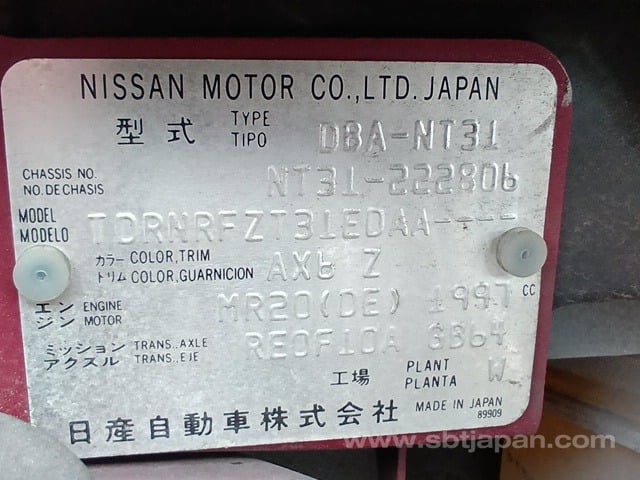 NISSAN MOTOR CO.,LTD. JAPAN
型式 TYPE TIPO DBA-NT31
CHASSIS NO. NO. DE CHASIS NT31-222806
MODEL MODELO TDRNRFZT31EDAA----
カラー COLOR, TRIM トリム COLOR, GUARNICION AX6 Z
エンジン ENGINE MOTOR MR20(DE) 1997 CC
ミッション TRANS., AXLE アクスル TRANS., EJE RE0F10A GB64
工場 PLANT PLANTA W
日産自動車株式会社 MADE IN JAPAN 89909
www.sbtjapan.com